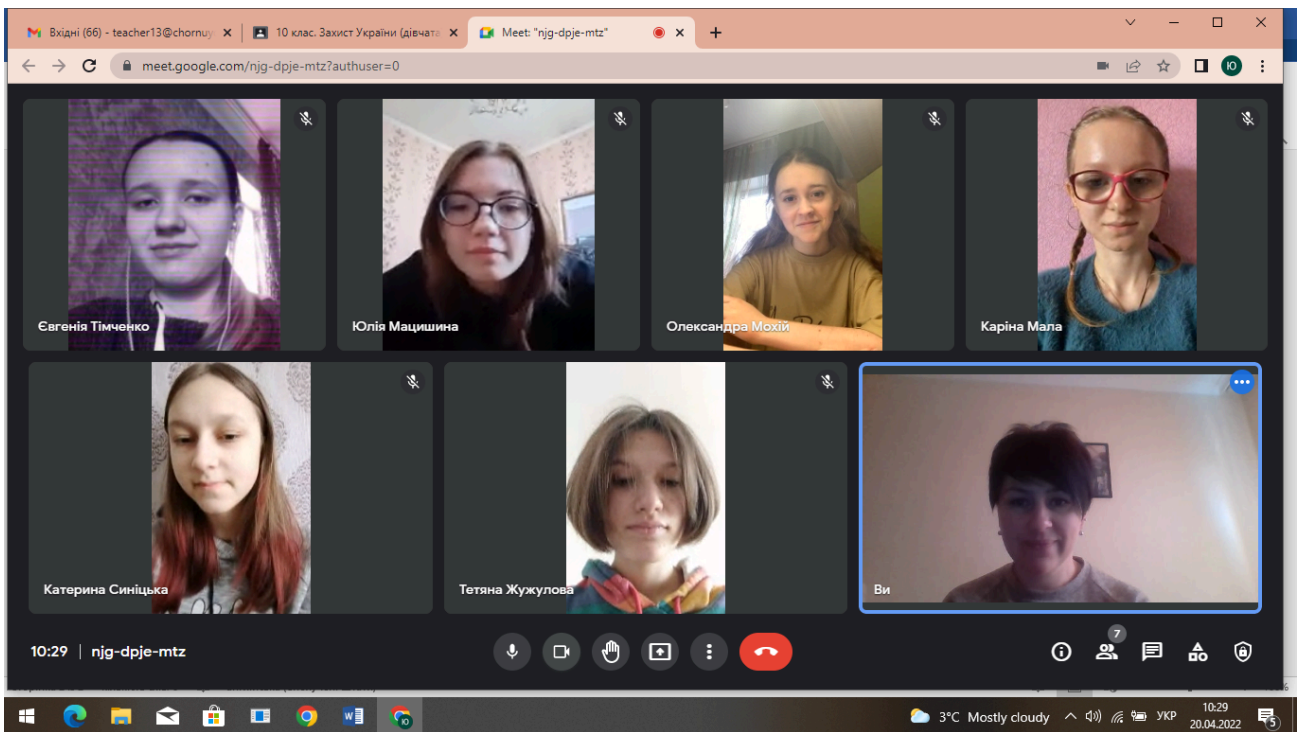 Вхідні (66) - teacher13@chornuy
10 клас. Захист України (дівчата
Meet: "njg-dpje-mtz"
meet.google.com/njg-dpje-mtz?authuser=0
Ю
Євгенія Тімченко
Юлія Мацишина
Олександра Мохій
Каріна Мала
Катерина Синіцька
Тетяна Жужулова
Ви
10:29 | njg-dpje-mtz
7
3°C Mostly cloudy
УКР
10:29
20.04.2022
5